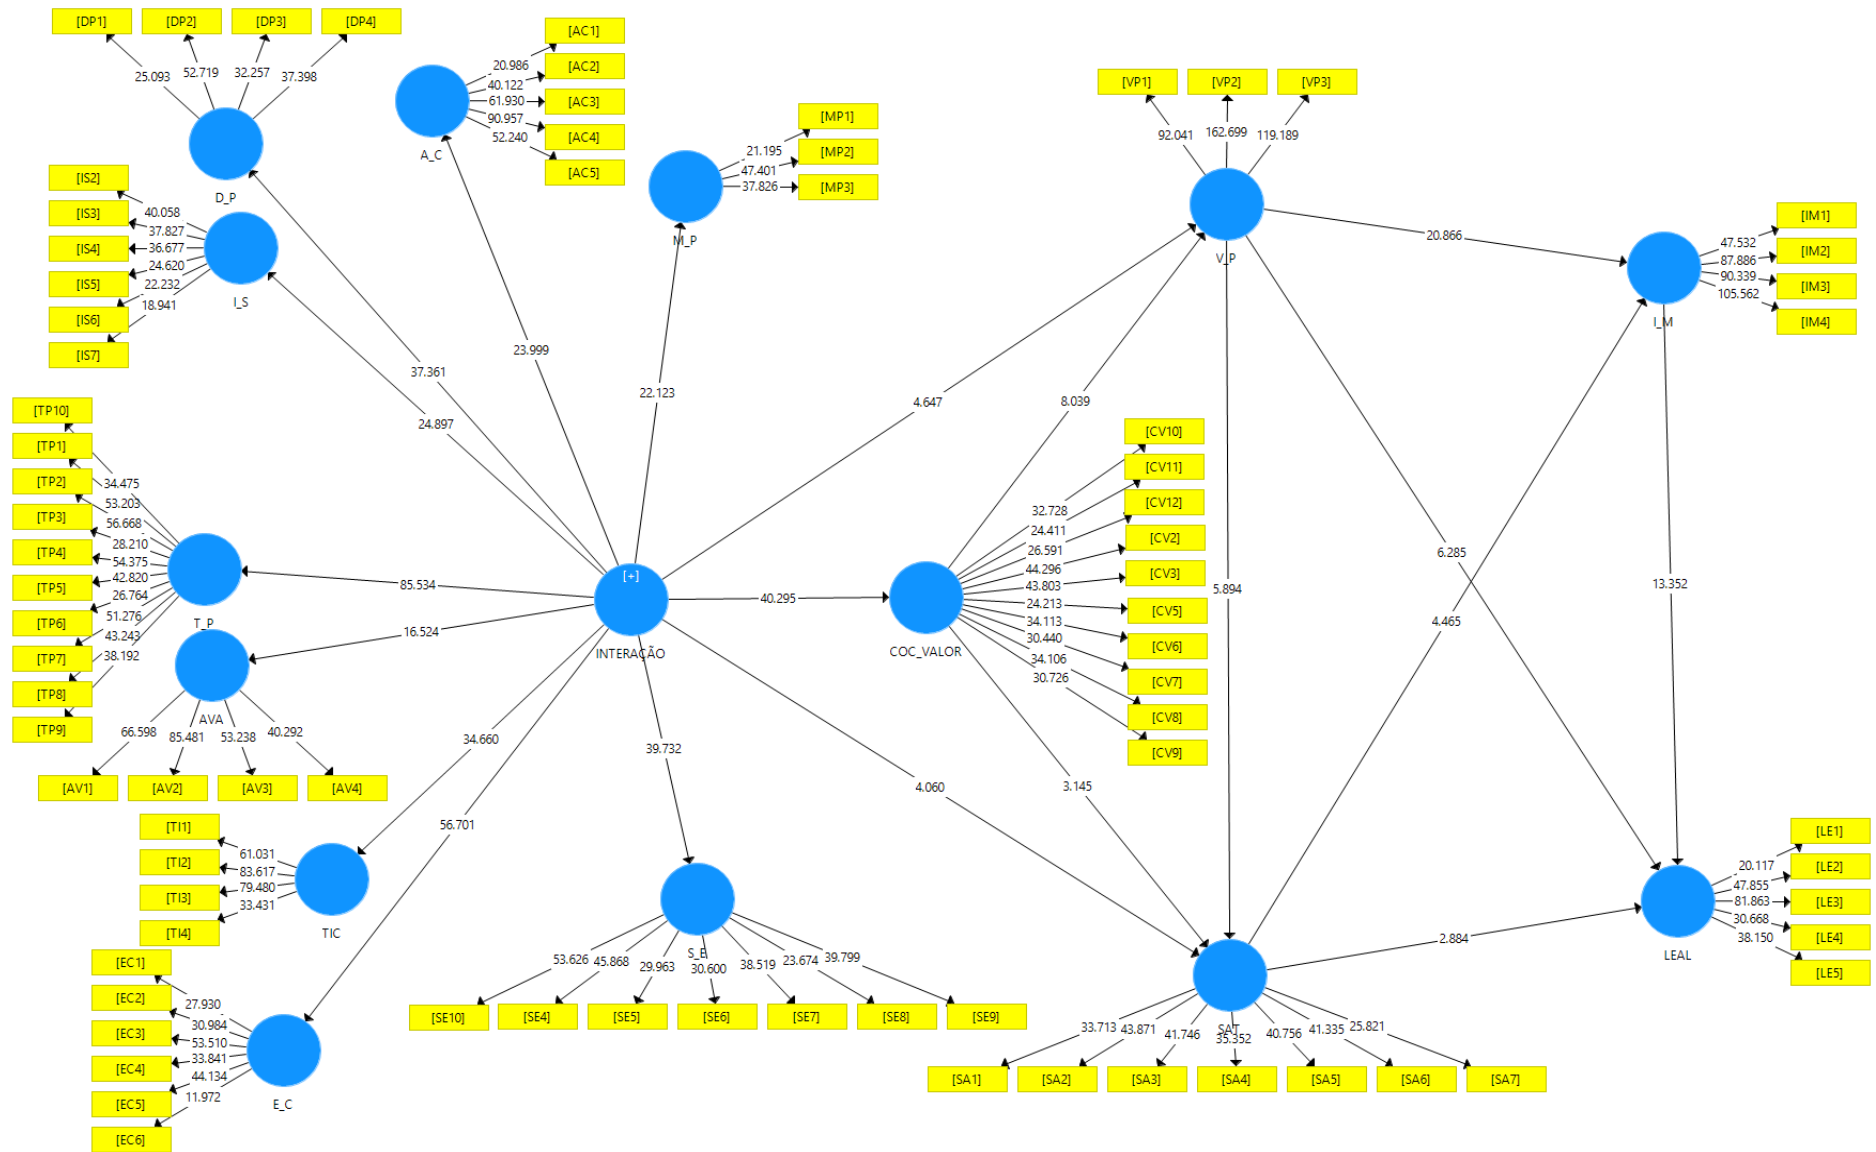 [DP1]
[DP2]
[DP3]
[DP4]
25.093
52.719
32.257
37.398
D_P
[AC1]
[AC2]
[AC3]
[AC4]
[AC5]
20.986
40.122
61.930
90.957
52.240
A_C
[MP1]
[MP2]
[MP3]
21.195
47.401
37.826
M_P
[VP1]
[VP2]
[VP3]
92.041
162.699
119.189
V_P
[IS2]
[IS3]
[IS4]
[IS5]
[IS6]
[IS7]
40.058
37.827
36.677
24.620
22.232
18.941
I_S
20.866
[IM1]
[IM2]
[IM3]
[IM4]
47.532
87.886
90.339
105.562
I_M
37.361
23.999
24.897
22.123
4.647
8.039
[TP10]
[TP1]
[TP2]
[TP3]
[TP4]
[TP5]
[TP6]
[TP7]
[TP8]
[TP9]
34.475
53.203
56.668
28.210
54.375
42.820
26.764
51.276
43.243
38.192
T_P
85.534
16.524
[+]
INTERAÇÃO
40.295
COC_VALOR
[CV10]
[CV11]
[CV12]
[CV2]
[CV3]
[CV5]
[CV6]
[CV7]
[CV8]
[CV9]
32.728
24.411
26.591
44.296
43.803
24.213
34.113
30.440
34.106
30.726
5.894
6.285
4.465
13.352
AVA
66.598
85.481
53.238
40.292
[AV1]
[AV2]
[AV3]
[AV4]
34.660
56.701
39.732
4.060
3.145
2.884
[TI1]
[TI2]
[TI3]
[TI4]
61.031
83.617
79.480
33.431
TIC
[EC1]
[EC2]
[EC3]
[EC4]
[EC5]
[EC6]
27.930
30.984
53.510
33.841
44.134
11.972
E_C
S_E
53.626
45.868
29.963
30.600
38.519
23.674
39.799
[SE10]
[SE4]
[SE5]
[SE6]
[SE7]
[SE8]
[SE9]
SAT
33.713
43.871
41.746
35.352
40.756
41.335
25.821
[SA1]
[SA2]
[SA3]
[SA4]
[SA5]
[SA6]
[SA7]
[LE1]
[LE2]
[LE3]
[LE4]
[LE5]
20.117
47.855
81.863
30.668
38.150
LEAL